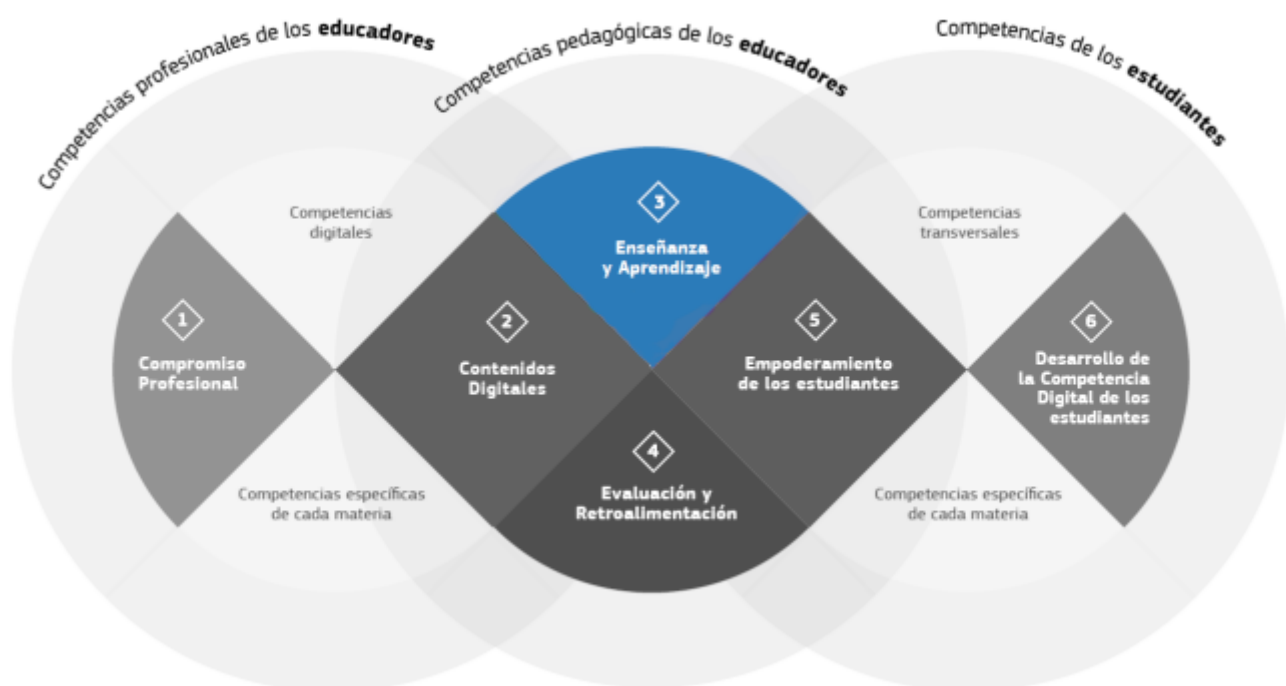 Competencias profesionales de los educadores
Competencias pedagógicas de los educadores
Competencias de los estudiantes
Competencias
digitales
3
Enseñanza
y Aprendizaje
Competencias
transversales
1
Compromiso
Profesional
2
Contenidos
Digitales
5
Empoderamiento
de los estudiantes
6
Desarrollo de
la Competencia
Digital de los
estudiantes
4
Evaluación y
Retroalimentación
Competencias específicas
de cada materia
Competencias específicas
de cada materia